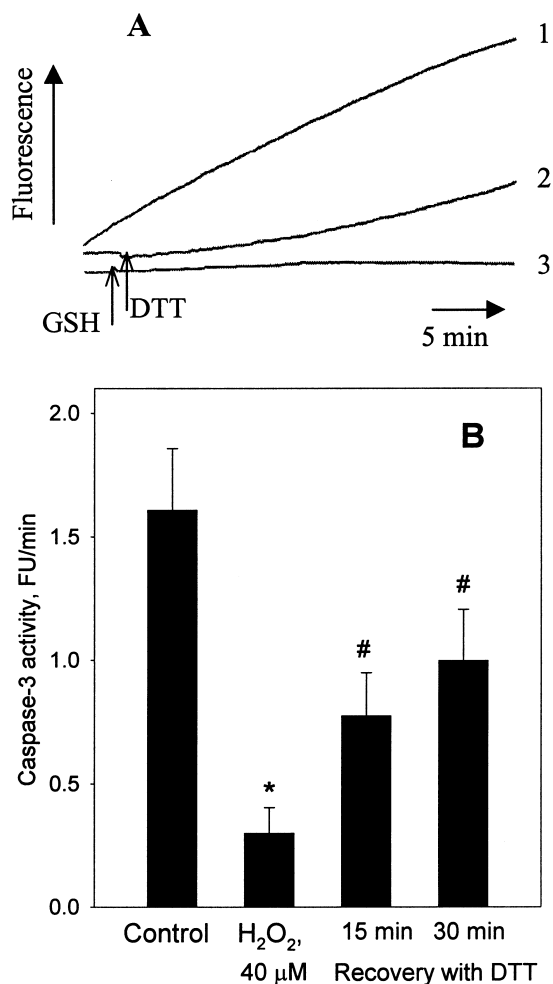 A
1
2
3
Fluorescence
GSH
DTT
5 min
B
Caspase-3 activity, FU/min
2.0
1.5
1.0
0.5
0.0
*
#
#
Control
H₂O₂,
40 μM
15 min
30 min
Recovery with DTT